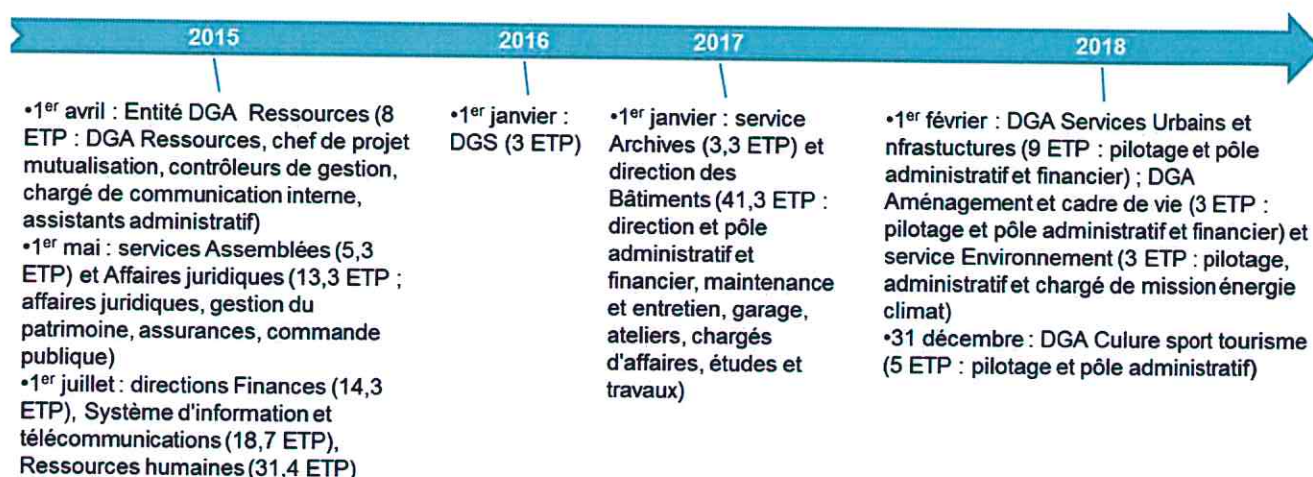 2015
2016
2017
2018
•1er avril : Entité DGA Ressources (8
ETP : DGA Ressources, chef de projet
mutualisation, contrôleurs de gestion,
chargé de communication interne,
assistants administratif)
•1er mai : services Assemblées (5,3
ETP) et Affaires juridiques (13,3 ETP ;
affaires juridiques, gestion du
patrimoine, assurances, commande
publique)
•1er juillet : directions Finances (14,3
ETP), Système d'information et
télécommunications (18,7 ETP),
Ressources humaines (31,4 ETP)
•1er janvier :
DGS (3 ETP)
•1er janvier : service
Archives (3,3 ETP) et
direction des
Bâtiments (41,3 ETP :
direction et pôle
administratif et
financier, maintenance
et entretien, garage,
ateliers, chargés
d'affaires, études et
travaux)
•1er février : DGA Services Urbains et
nfrastuctures (9 ETP : pilotage et pôle
administratif et financier) ; DGA
Aménagement et cadre de vie (3 ETP :
pilotage et pôle administratif et financier) et
service Environnement (3 ETP : pilotage,
administratif et chargé de mission énergie
climat)
•31 décembre : DGA Culure sport tourisme
(5 ETP : pilotage et pôle administratif)